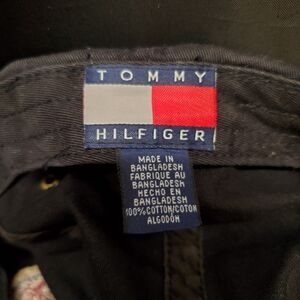 TOMMY
HILFIGER
MADE IN
BANGLADESH
FABRIQUE AU
BANGLADESH
HECHO EN
BANGLADESH
100% COTTON/COTON
ALGODÓN